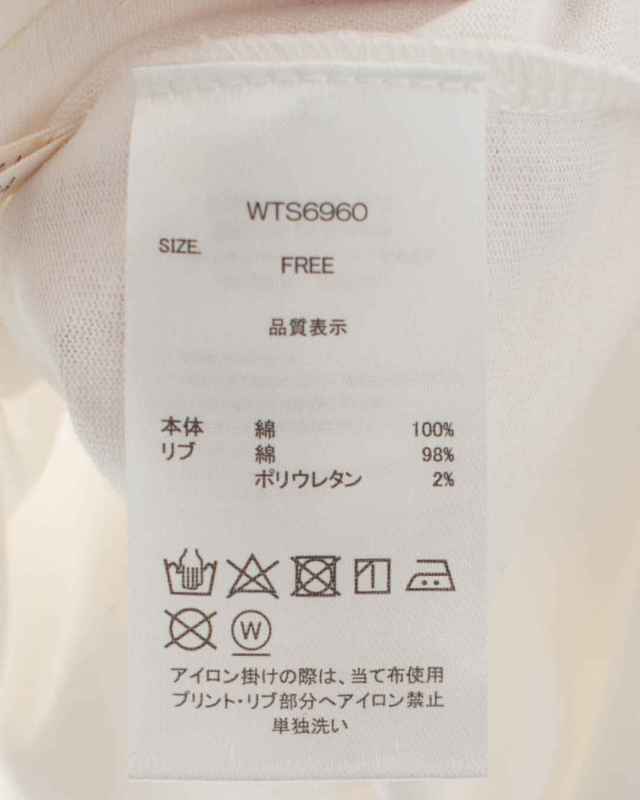 WTS6960
SIZE.
FREE
品質表示
本体 綿 100%
リブ 綿 98%
ポリウレタン 2%
W
アイロン掛けの際は、当て布使用
プリント・リブ部分へアイロン禁止
単独洗い